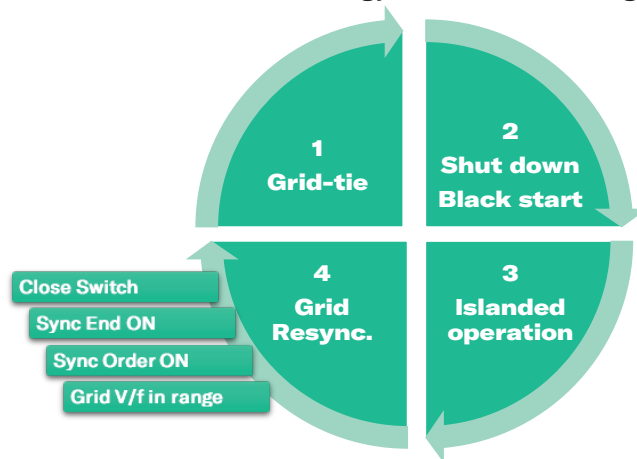 1
Grid-tie
2
Shut down
Black start
3
Islanded
operation
4
Grid
Resync.
Close Switch
Sync End ON
Sync Order ON
Grid V/f in range